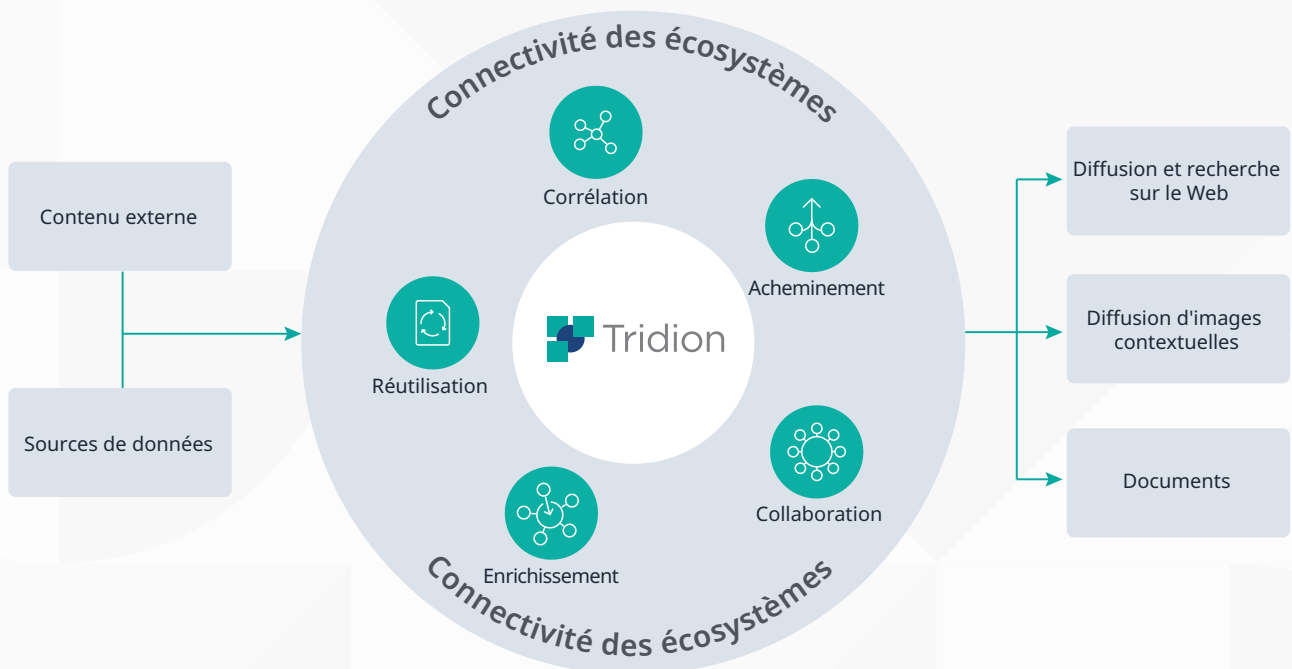 Connectivité des écosystèmes
Contenu externe
Sources de données
Corrélation
Acheminement
Réutilisation
Tridion
Collaboration
Enrichissement
Connectivité des écosystèmes
Diffusion et recherche
sur le Web
Diffusion d'images
contextuelles
Documents